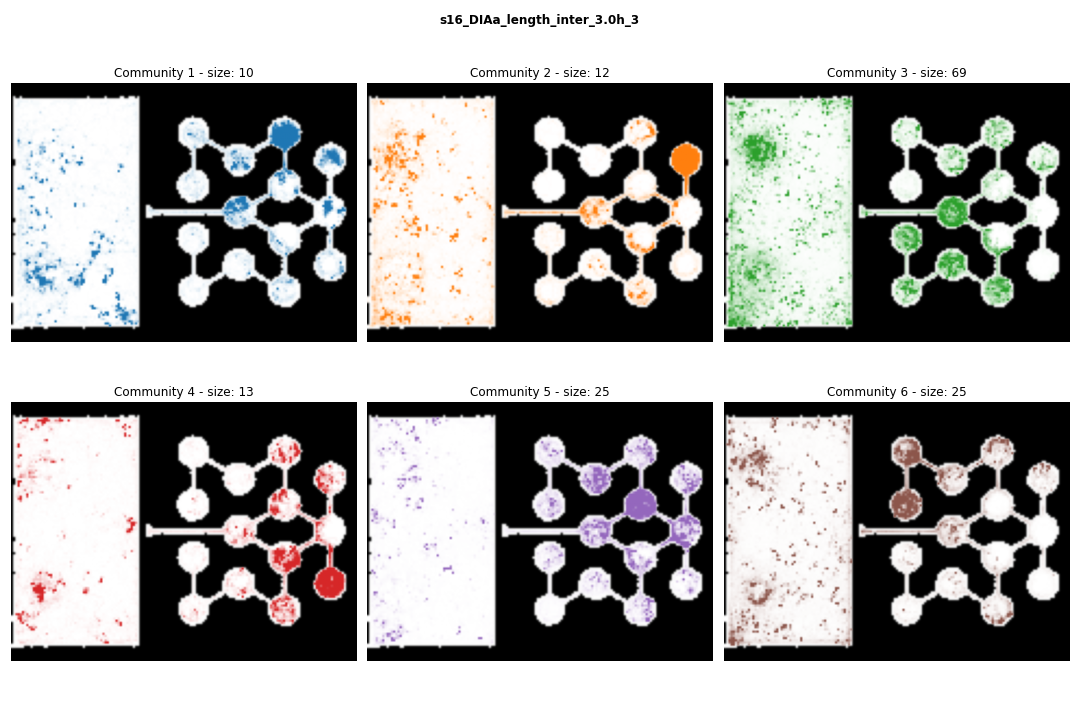 s16_DIAa_length_inter_3.0h_3
Community 1 - size: 10
Community 2 - size: 12
Community 3 - size: 69
Community 4 - size: 13
Community 5 - size: 25
Community 6 - size: 25